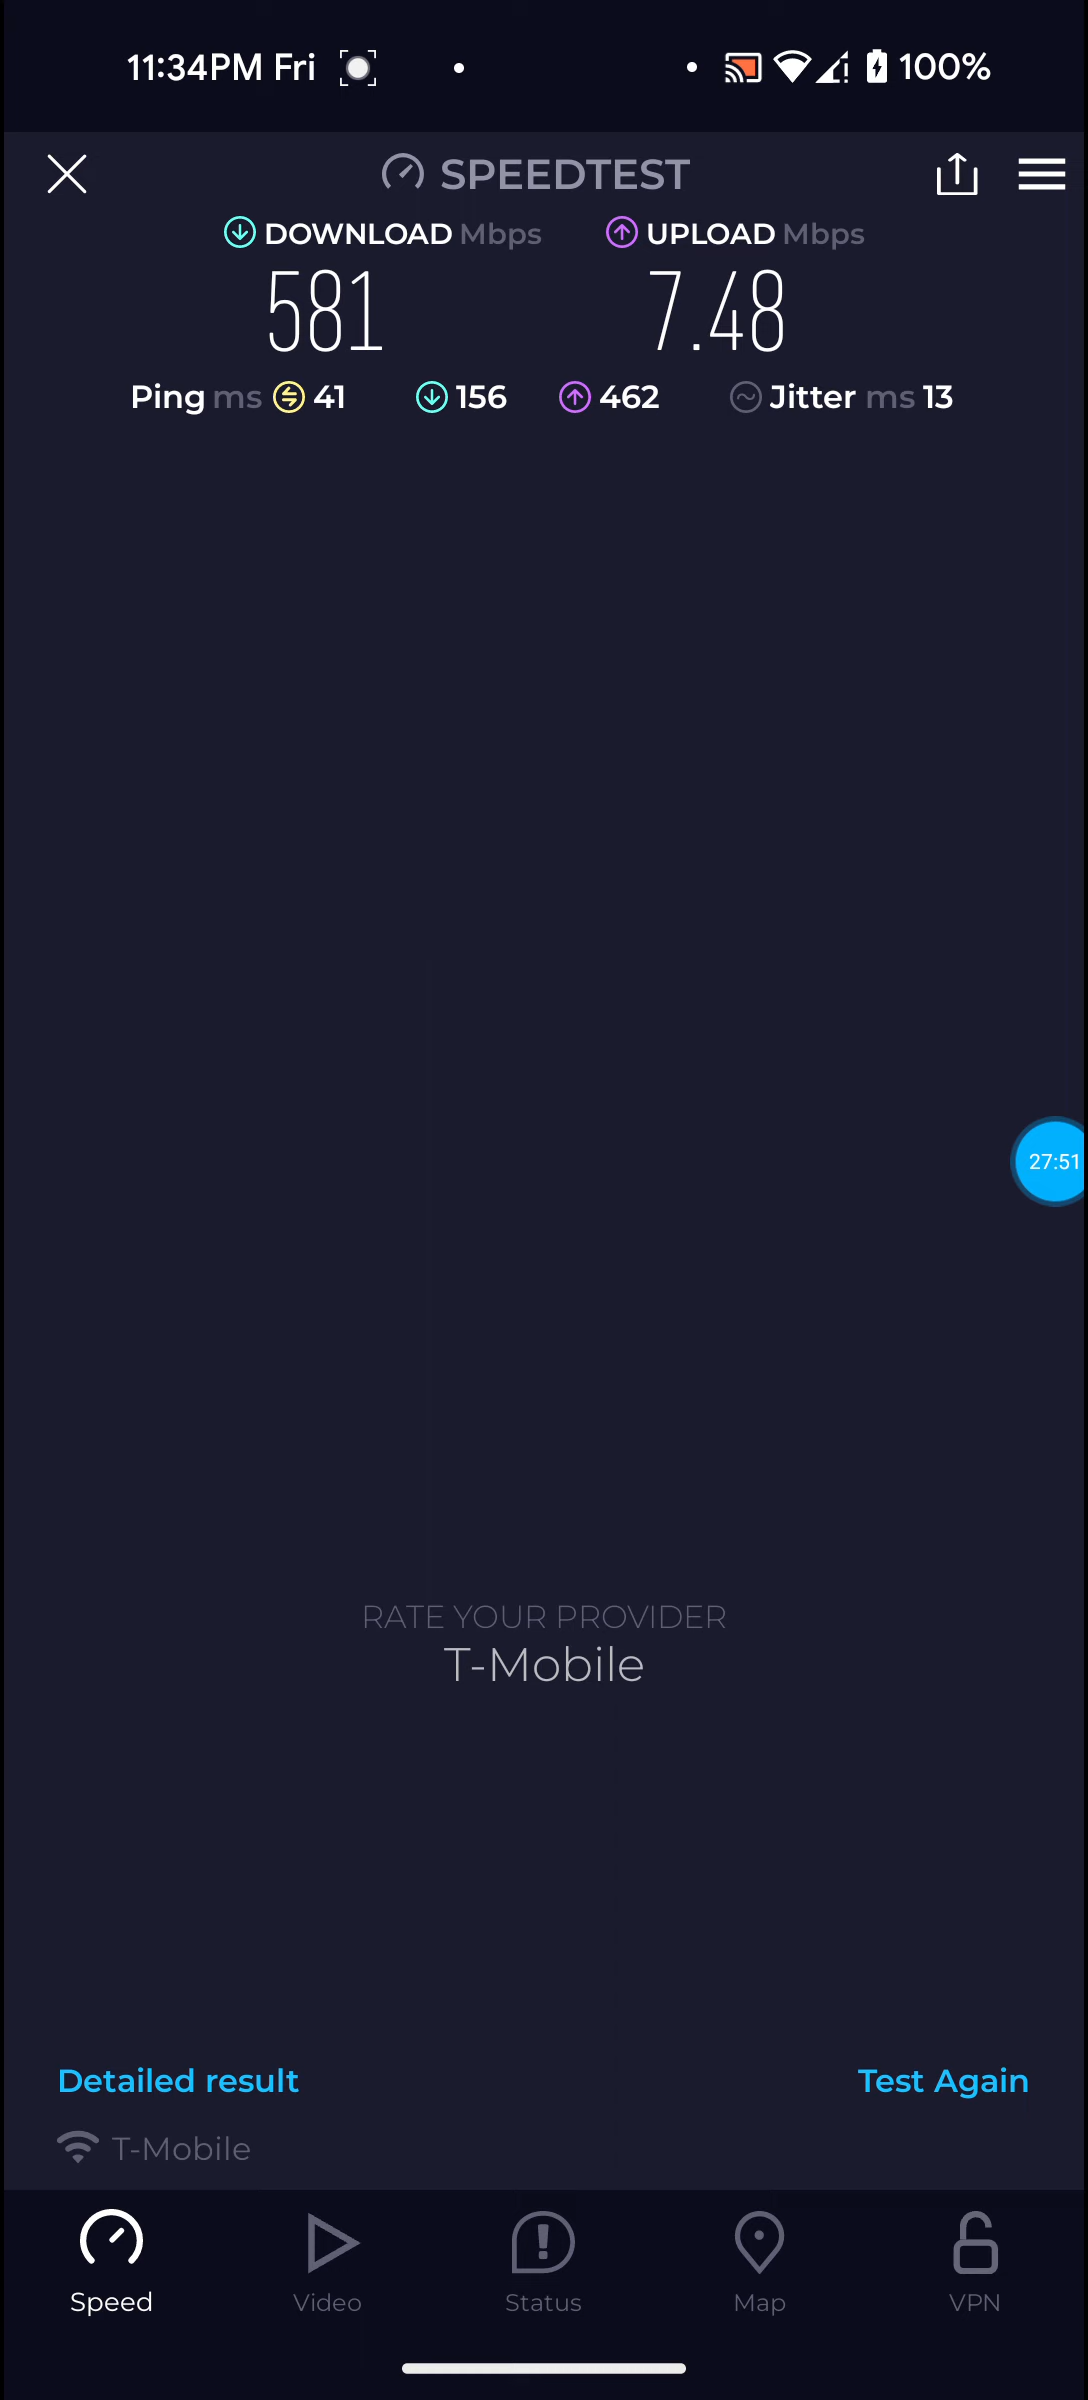 11:34PM Fri 100%
SPEEDTEST
DOWNLOAD Mbps UPLOAD Mbps
581 7.48
Ping ms 41 156 462 Jitter ms 13
27:51
RATE YOUR PROVIDER
T-Mobile
Detailed result Test Again
T-Mobile
Speed Video Status Map VPN